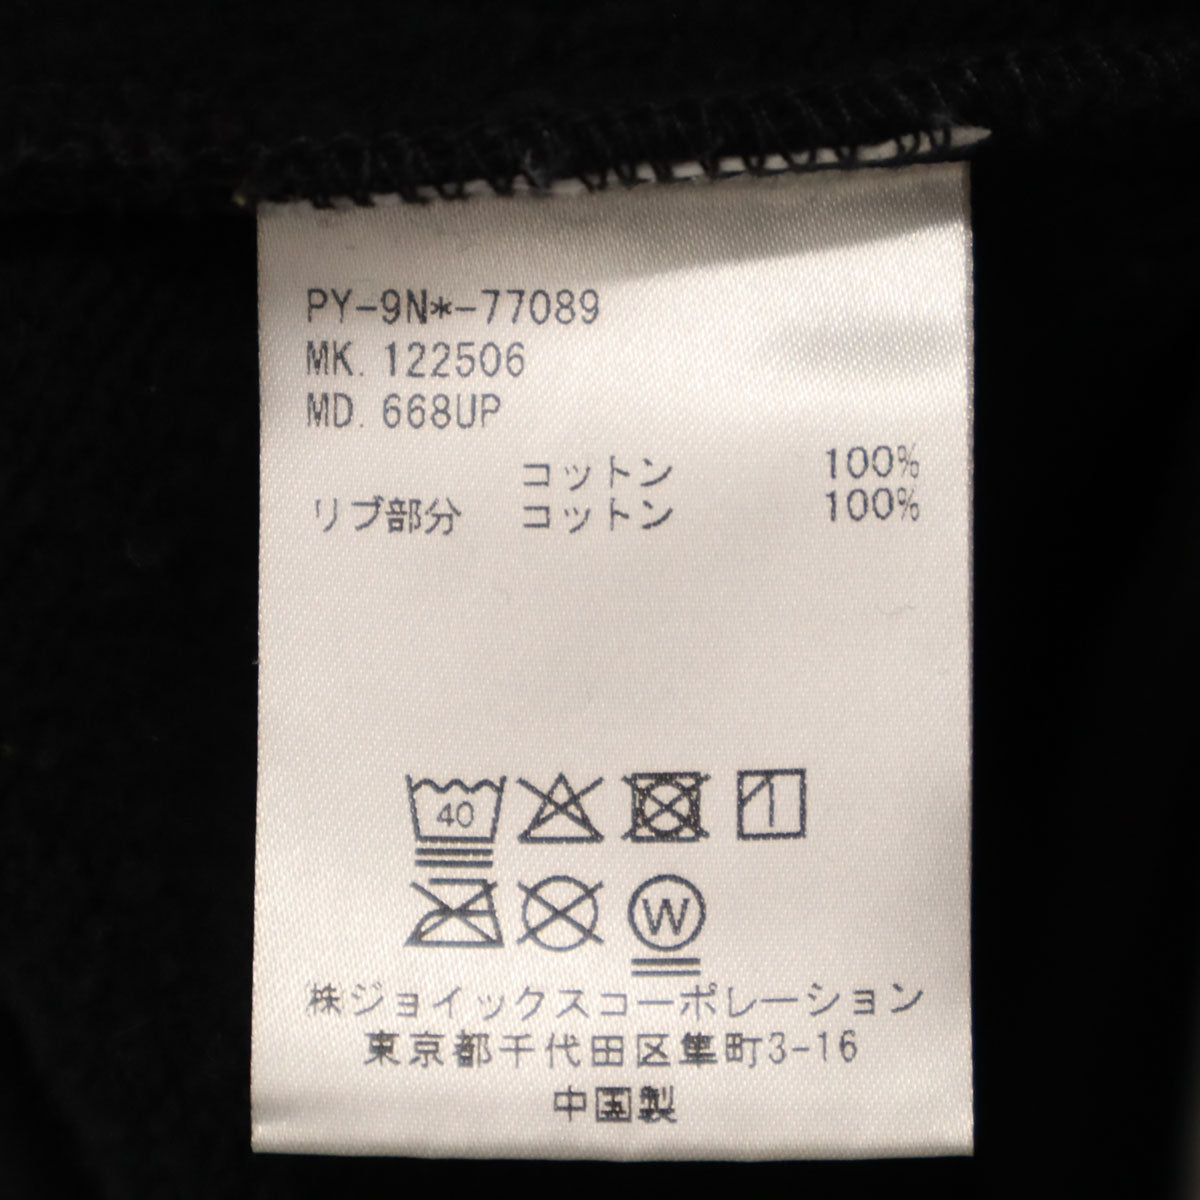 PY-9N*-77089
MK. 122506
MD. 668UP
コットン 100%
リブ部分 コットン 100%
40
W
㈱ジョイックスコーポレーション
東京都千代田区隼町3-16
中国製